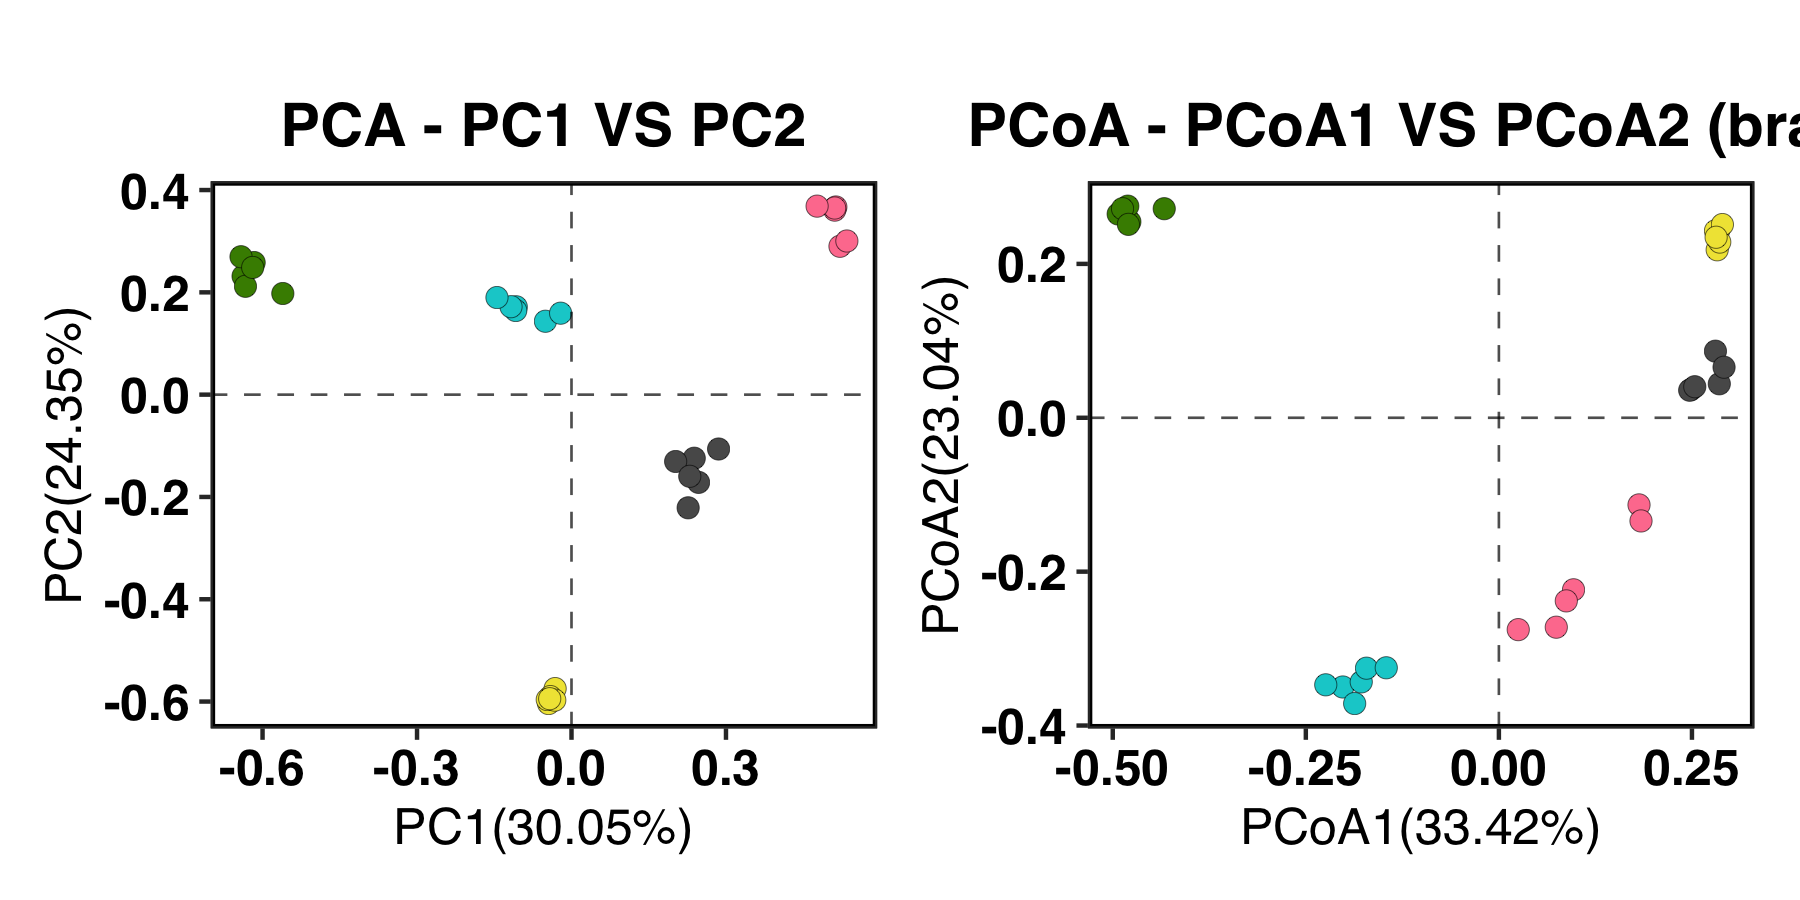 PCA - PC1 VS PC2
0.4
0.2
0.0
-0.2
-0.4
-0.6
PC2(24.35%)
-0.6 -0.3 0.0 0.3
PC1(30.05%)
PCoA - PCoA1 VS PCoA2 (bra
0.2
0.0
-0.2
-0.4
PCoA2(23.04%)
-0.50 -0.25 0.00 0.25
PCoA1(33.42%)